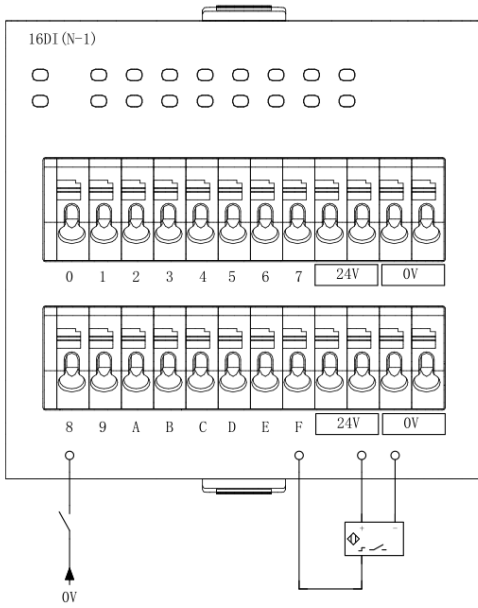 16DI(N-1)
0 1 2 3 4 5 6 7 24V 0V
8 9 A B C D E F 24V 0V
+ -
0V